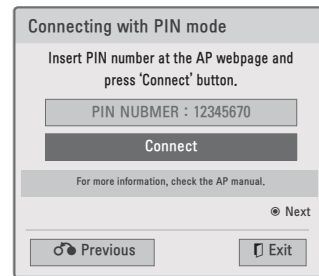 Connecting with PIN mode
Insert PIN number at the AP webpage and
press 'Connect' button.
PIN NUBMER : 12345670
Connect
For more information, check the AP manual.
◉ Next
Previous
Exit